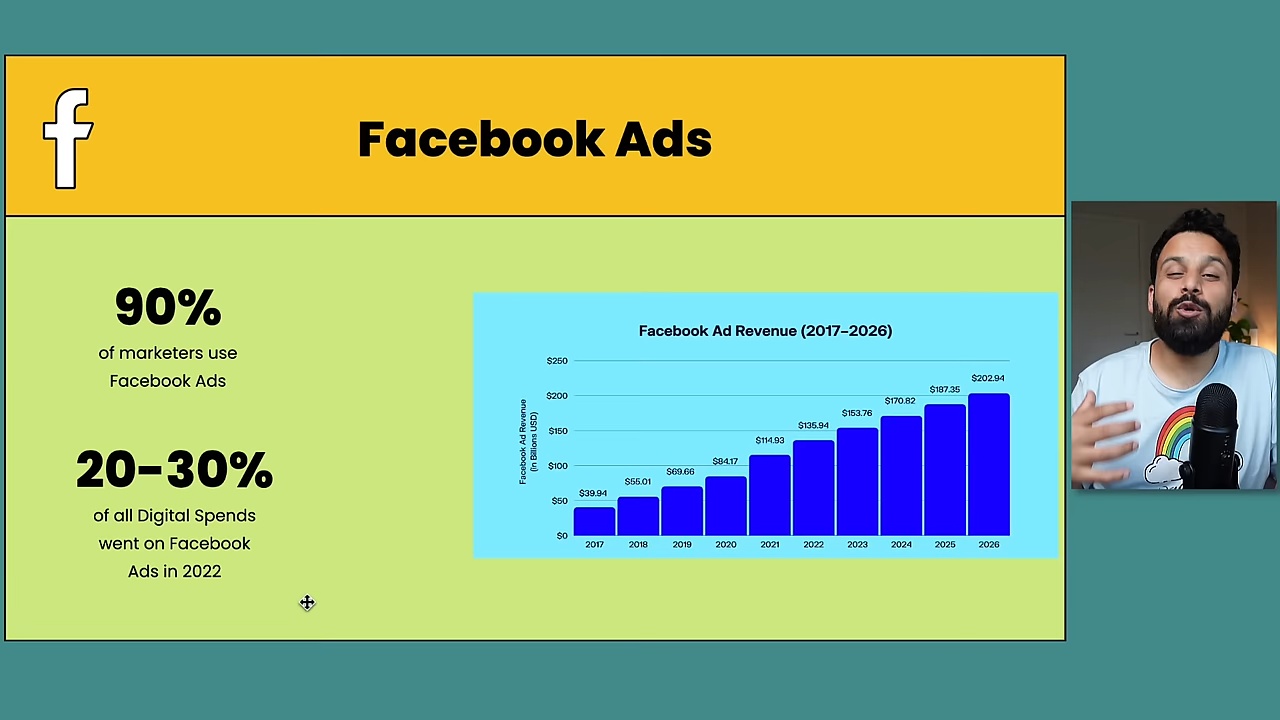 f
Facebook Ads
90%
of marketers use
Facebook Ads
20-30%
of all Digital Spends
went on Facebook
Ads in 2022
Facebook Ad Revenue (2017–2026)
Facebook Ad Revenue
(in Billions USD)
$250
$200
$150
$100
$50
$0
$39.94
$55.01
$69.66
$84.17
$114.93
$135.94
$153.76
$170.82
$187.35
$202.94
2017
2018
2019
2020
2021
2022
2023
2024
2025
2026